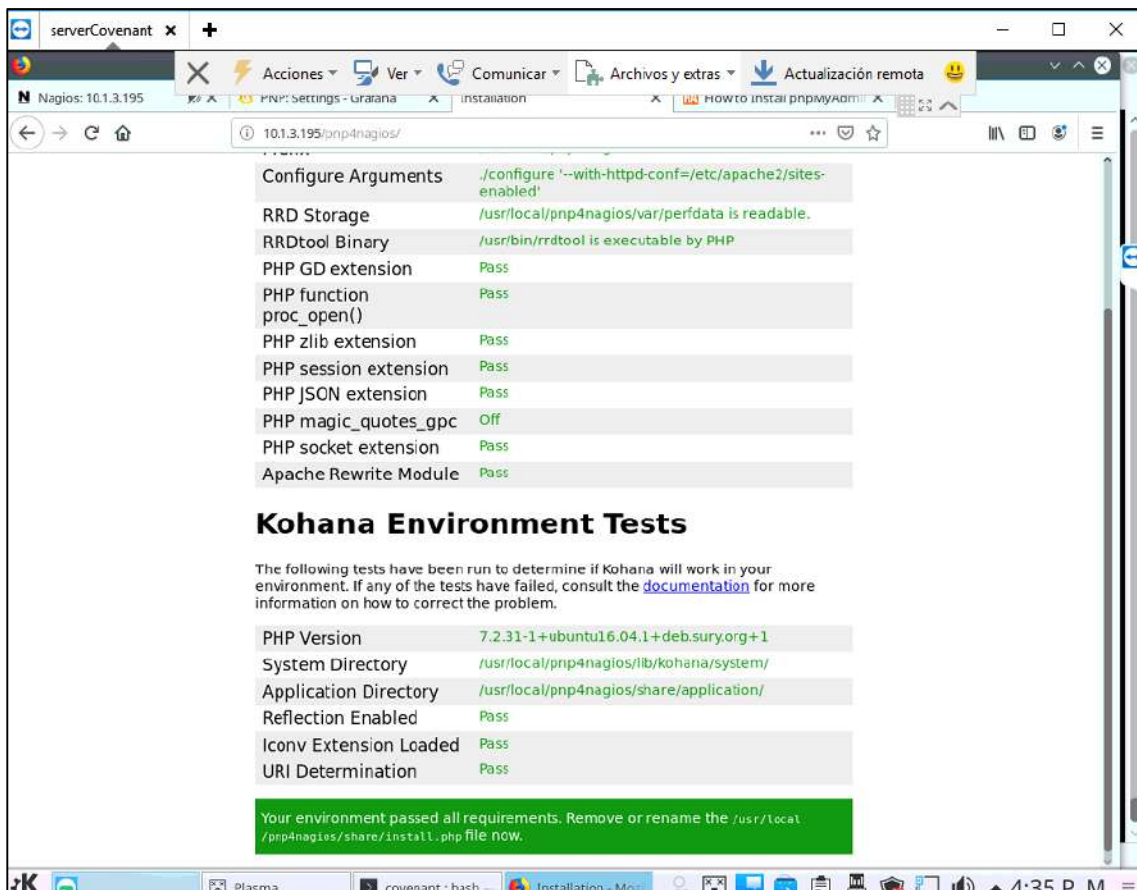 serverCovenant
Acciones Ver Comunicar Archivos y extras Actualización remota
Nagios: 10.1.3.195
PNP: Settings - Grafana
Installation
How to Install phpMyAdmi
10.1.3.195/pnp4nagios/
Configure Arguments ./configure '--with-httpd-conf=/etc/apache2/sites-
enabled'
RRD Storage /usr/local/pnp4nagios/var/perfdata is readable.
RRDtool Binary /usr/bin/rrdtool is executable by PHP
PHP GD extension Pass
PHP function Pass
proc_open()
PHP zlib extension Pass
PHP session extension Pass
PHP JSON extension Pass
PHP magic_quotes_gpc Off
PHP socket extension Pass
Apache Rewrite Module Pass
Kohana Environment Tests
The following tests have been run to determine if Kohana will work in your
environment. If any of the tests have failed, consult the documentation for more
information on how to correct the problem.
PHP Version 7.2.31-1+ubuntu16.04.1+deb.sury.org+1
System Directory /usr/local/pnp4nagios/lib/kohana/system/
Application Directory /usr/local/pnp4nagios/share/application/
Reflection Enabled Pass
Iconv Extension Loaded Pass
URI Determination Pass
Your environment passed all requirements. Remove or rename the /usr/local
/pnp4nagios/share/install.php file now.
Plasma
covenant : bash
Installation - Moz
4:35 P. M.